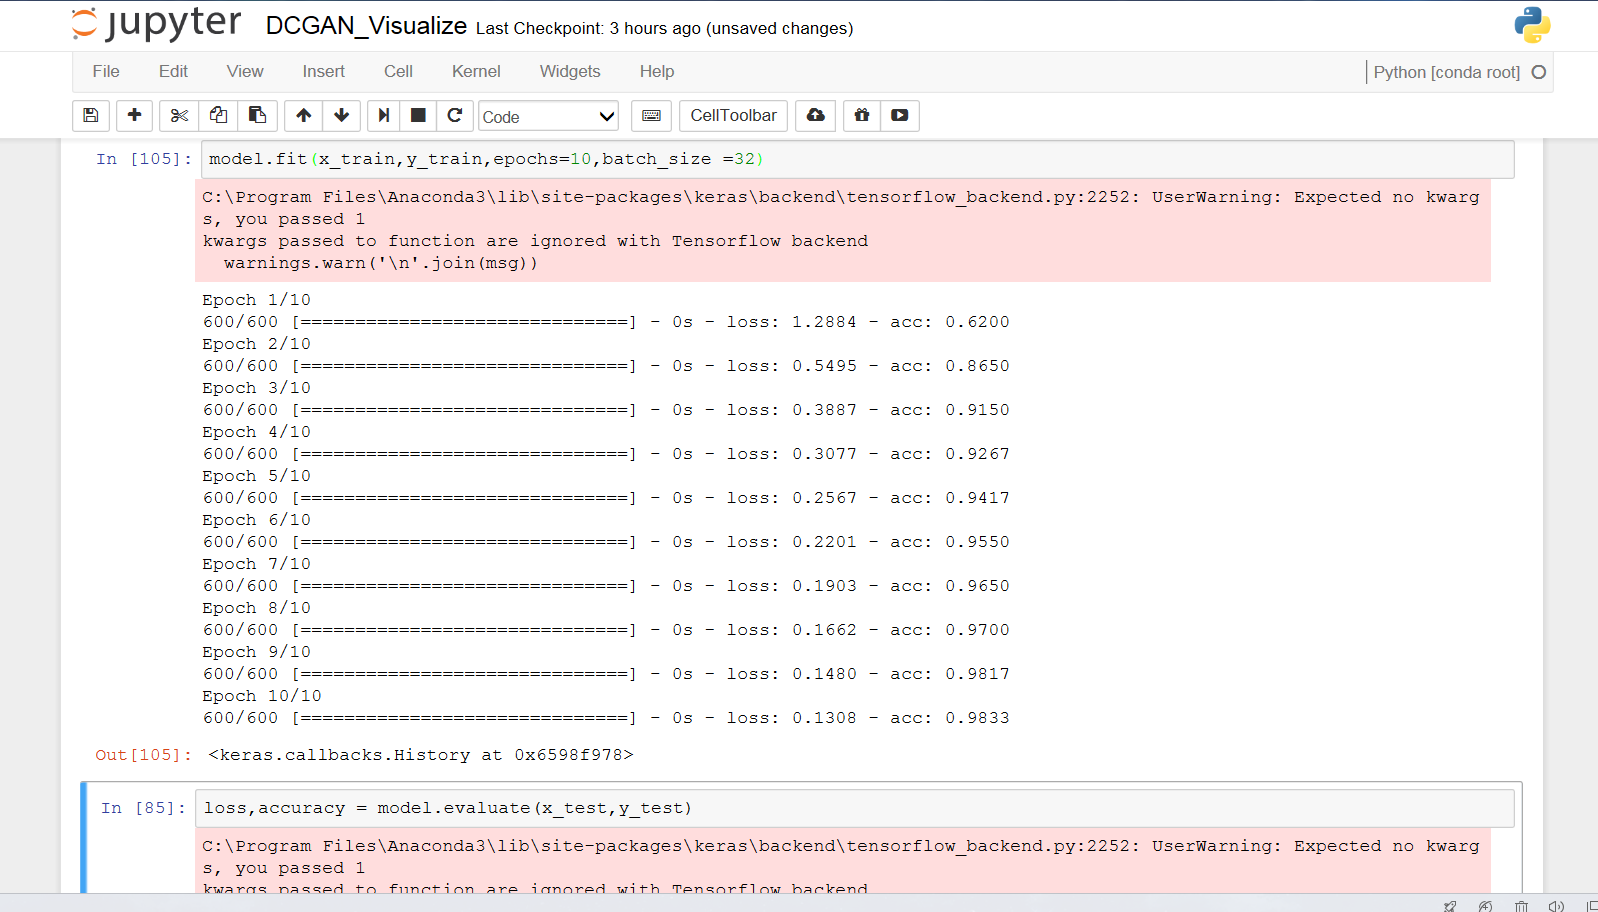 jupyter DCGAN_Visualize Last Checkpoint: 3 hours ago (unsaved changes)
File Edit View Insert Cell Kernel Widgets Help Python [conda root]
Code CellToolbar
In [105]: model.fit(x_train,y_train,epochs=10,batch_size =32)
C:\Program Files\Anaconda3\lib\site-packages\keras\backend\tensorflow_backend.py:2252: UserWarning: Expected no kwarg
s, you passed 1
kwargs passed to function are ignored with Tensorflow backend
  warnings.warn('\n'.join(msg))
Epoch 1/10
600/600 [==============================] - 0s - loss: 1.2884 - acc: 0.6200
Epoch 2/10
600/600 [==============================] - 0s - loss: 0.5495 - acc: 0.8650
Epoch 3/10
600/600 [==============================] - 0s - loss: 0.3887 - acc: 0.9150
Epoch 4/10
600/600 [==============================] - 0s - loss: 0.3077 - acc: 0.9267
Epoch 5/10
600/600 [==============================] - 0s - loss: 0.2567 - acc: 0.9417
Epoch 6/10
600/600 [==============================] - 0s - loss: 0.2201 - acc: 0.9550
Epoch 7/10
600/600 [==============================] - 0s - loss: 0.1903 - acc: 0.9650
Epoch 8/10
600/600 [==============================] - 0s - loss: 0.1662 - acc: 0.9700
Epoch 9/10
600/600 [==============================] - 0s - loss: 0.1480 - acc: 0.9817
Epoch 10/10
600/600 [==============================] - 0s - loss: 0.1308 - acc: 0.9833
Out[105]: <keras.callbacks.History at 0x6598f978>
In [85]: loss,accuracy = model.evaluate(x_test,y_test)
C:\Program Files\Anaconda3\lib\site-packages\keras\backend\tensorflow_backend.py:2252: UserWarning: Expected no kwarg
s, you passed 1
kwargs passed to function are ignored with Tensorflow backend